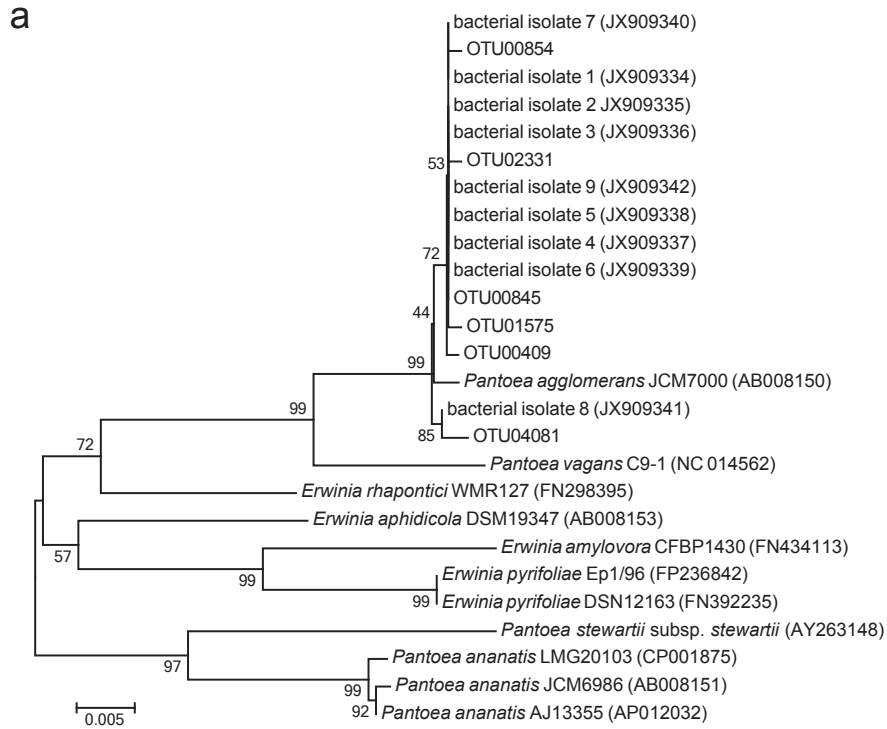 a
bacterial isolate 7 (JX909340)
OTU00854
bacterial isolate 1 (JX909334)
bacterial isolate 2 JX909335)
bacterial isolate 3 (JX909336)
53
OTU02331
bacterial isolate 9 (JX909342)
bacterial isolate 5 (JX909338)
bacterial isolate 4 (JX909337)
72
bacterial isolate 6 (JX909339)
OTU00845
44
OTU01575
OTU00409
99
Pantoea agglomerans JCM7000 (AB008150)
99
bacterial isolate 8 (JX909341)
85
OTU04081
72
Pantoea vagans C9-1 (NC 014562)
Erwinia rhapontici WMR127 (FN298395)
Erwinia aphidicola DSM19347 (AB008153)
57
Erwinia amylovora CFBP1430 (FN434113)
99
Erwinia pyrifoliae Ep1/96 (FP236842)
99
Erwinia pyrifoliae DSN12163 (FN392235)
Pantoea stewartii subsp. stewartii (AY263148)
97
Pantoea ananatis LMG20103 (CP001875)
99
Pantoea ananatis JCM6986 (AB008151)
92
Pantoea ananatis AJ13355 (AP012032)
0.005